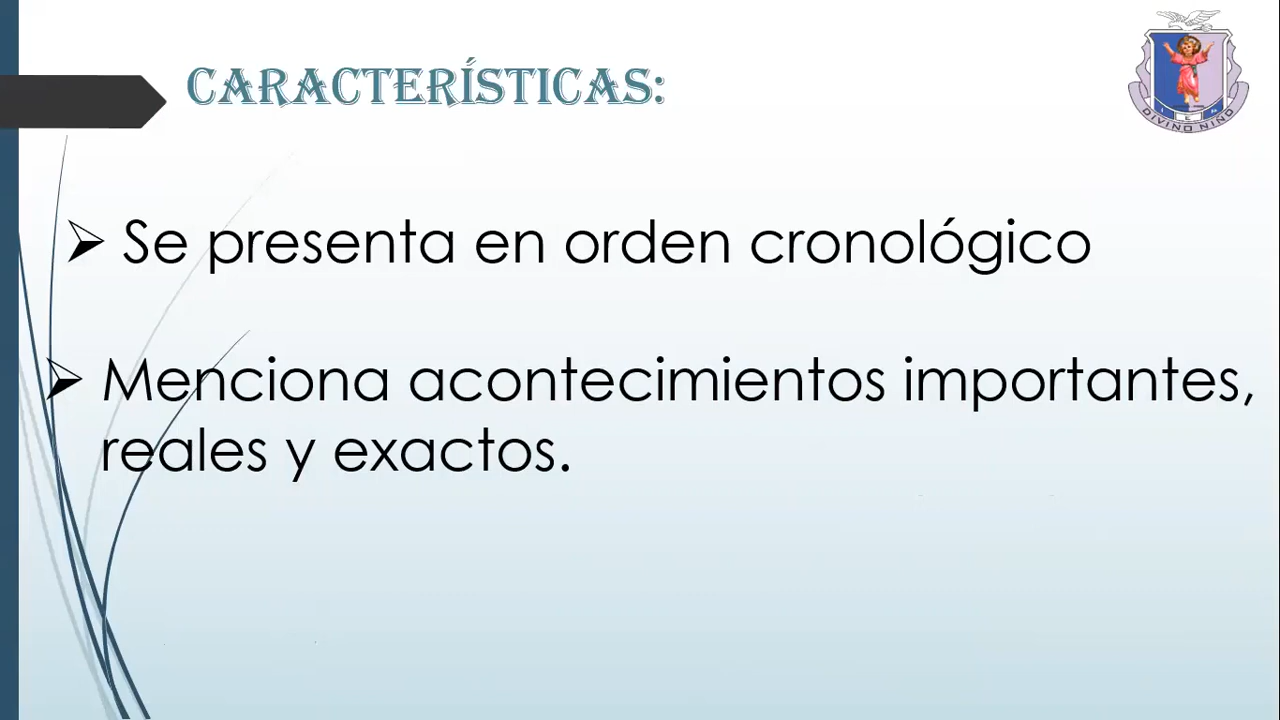 CARACTERÍSTICAS:
Se presenta en orden cronológico
Menciona acontecimientos importantes,
reales y exactos.
DIVINO NIÑO